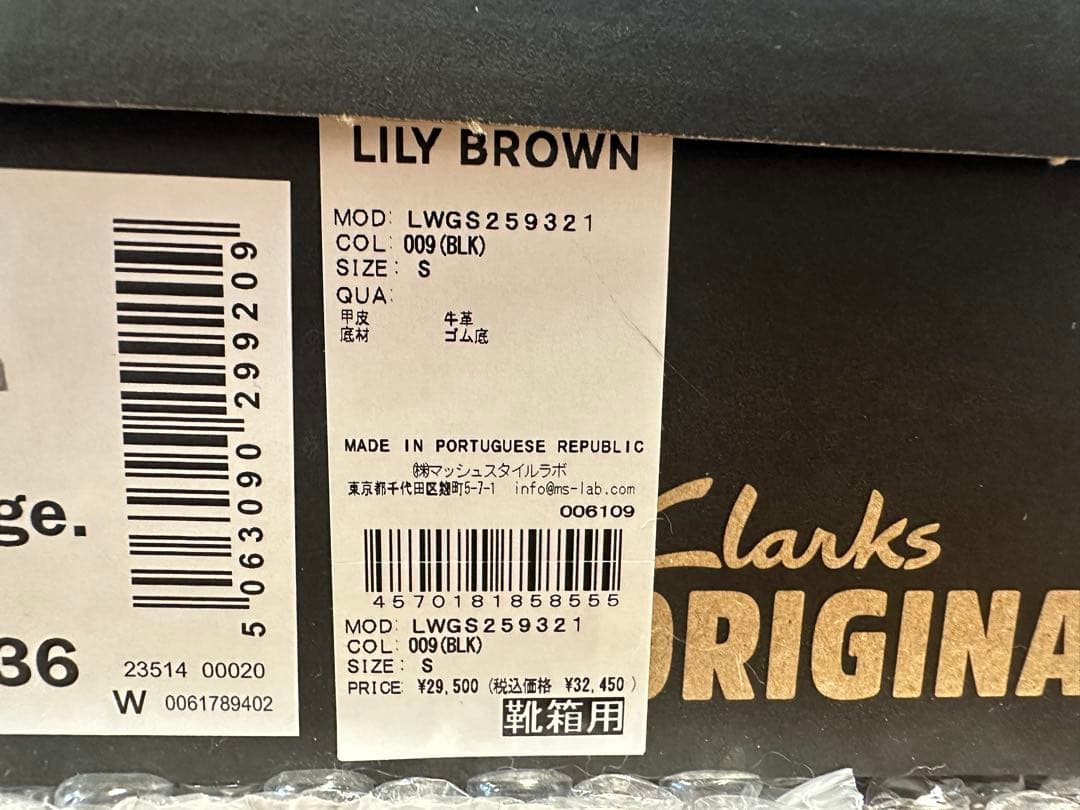 LILY BROWN
MOD: LWGS259321
COL: 009(BLK)
SIZE: S
QUA:
甲皮 牛革
底材 ゴム底
MADE IN PORTUGUESE REPUBLIC
㈱マッシュスタイルラボ
東京都千代田区麹町5-7-1 info@ms-lab.com
006109
4570181858555
MOD: LWGS259321
COL: 009(BLK)
SIZE: S
PRICE: ¥29,500 (税込価格 ¥32,450)
靴箱用
5063090299209
ge.
36
23514 00020
W 0061789402
Clarks
ORIGINA